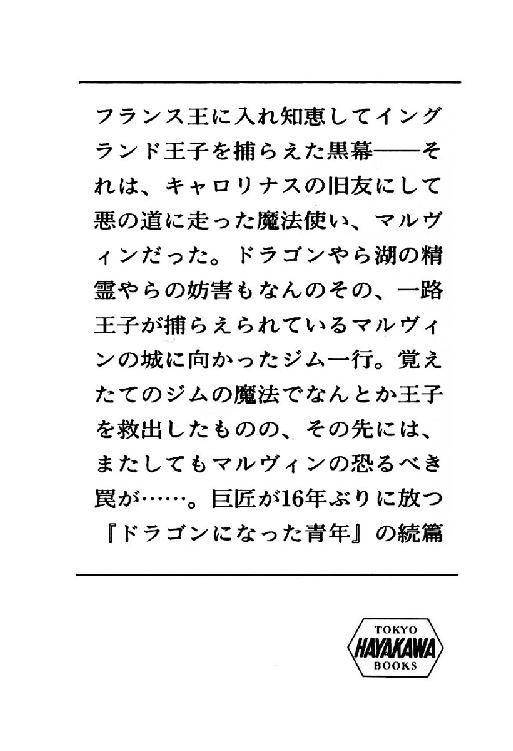 フランス王に入れ知恵してイング
ランド王子を捕らえた黒幕――そ
れは、キャロリナスの旧友にして
悪の道に走った魔法使い、マルヴ
ィンだった。ドラゴンやら湖の精
霊やらの妨害もなんのその、一路
王子が捕らえられているマルヴィ
ンの城に向かったジム一行。覚え
たてのジムの魔法でなんとか王子
を救出したものの、その先には、
またしてもマルヴィンの恐るべき
罠が……。巨匠が16年ぶりに放つ
『ドラゴンになった青年』の続篇
TOKYO
HAYAKAWA
BOOKS